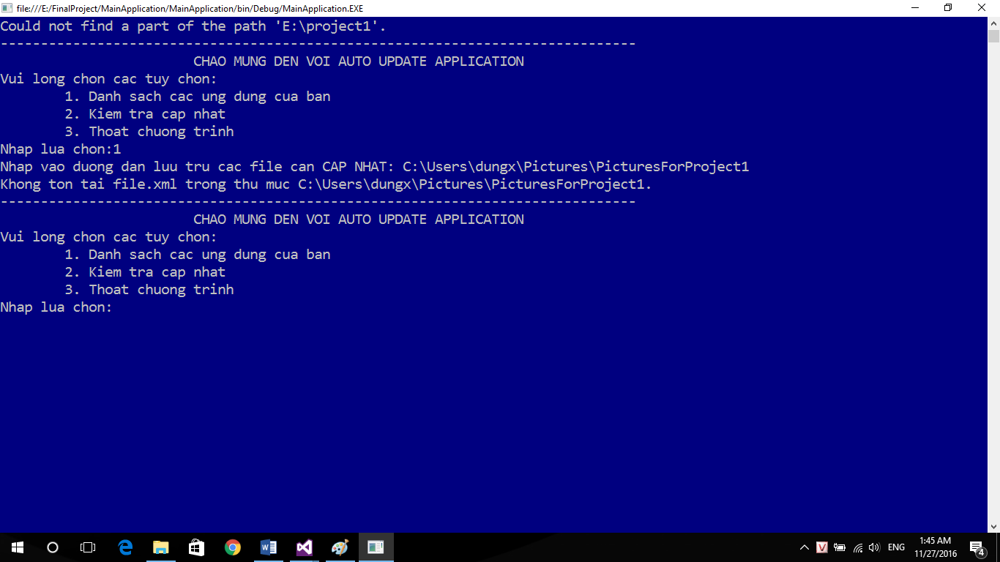 file:///E:/FinalProject/MainApplication/MainApplication/bin/Debug/MainApplication.EXE
Could not find a part of the path 'E:\project1'.
-------------------------------------------------------------------------------
CHAO MUNG DEN VOI AUTO UPDATE APPLICATION
Vui long chon cac tuy chon:
1. Danh sach cac ung dung cua ban
2. Kiem tra cap nhat
3. Thoat chuong trinh
Nhap lua chon:1
Nhap vao duong dan luu tru cac file can CAP NHAT: C:\Users\dungx\Pictures\PicturesForProject1
Khong ton tai file.xml trong thu muc C:\Users\dungx\Pictures\PicturesForProject1.
-------------------------------------------------------------------------------
CHAO MUNG DEN VOI AUTO UPDATE APPLICATION
Vui long chon cac tuy chon:
1. Danh sach cac ung dung cua ban
2. Kiem tra cap nhat
3. Thoat chuong trinh
Nhap lua chon:
V
ENG
1:45 AM
11/27/2016
4